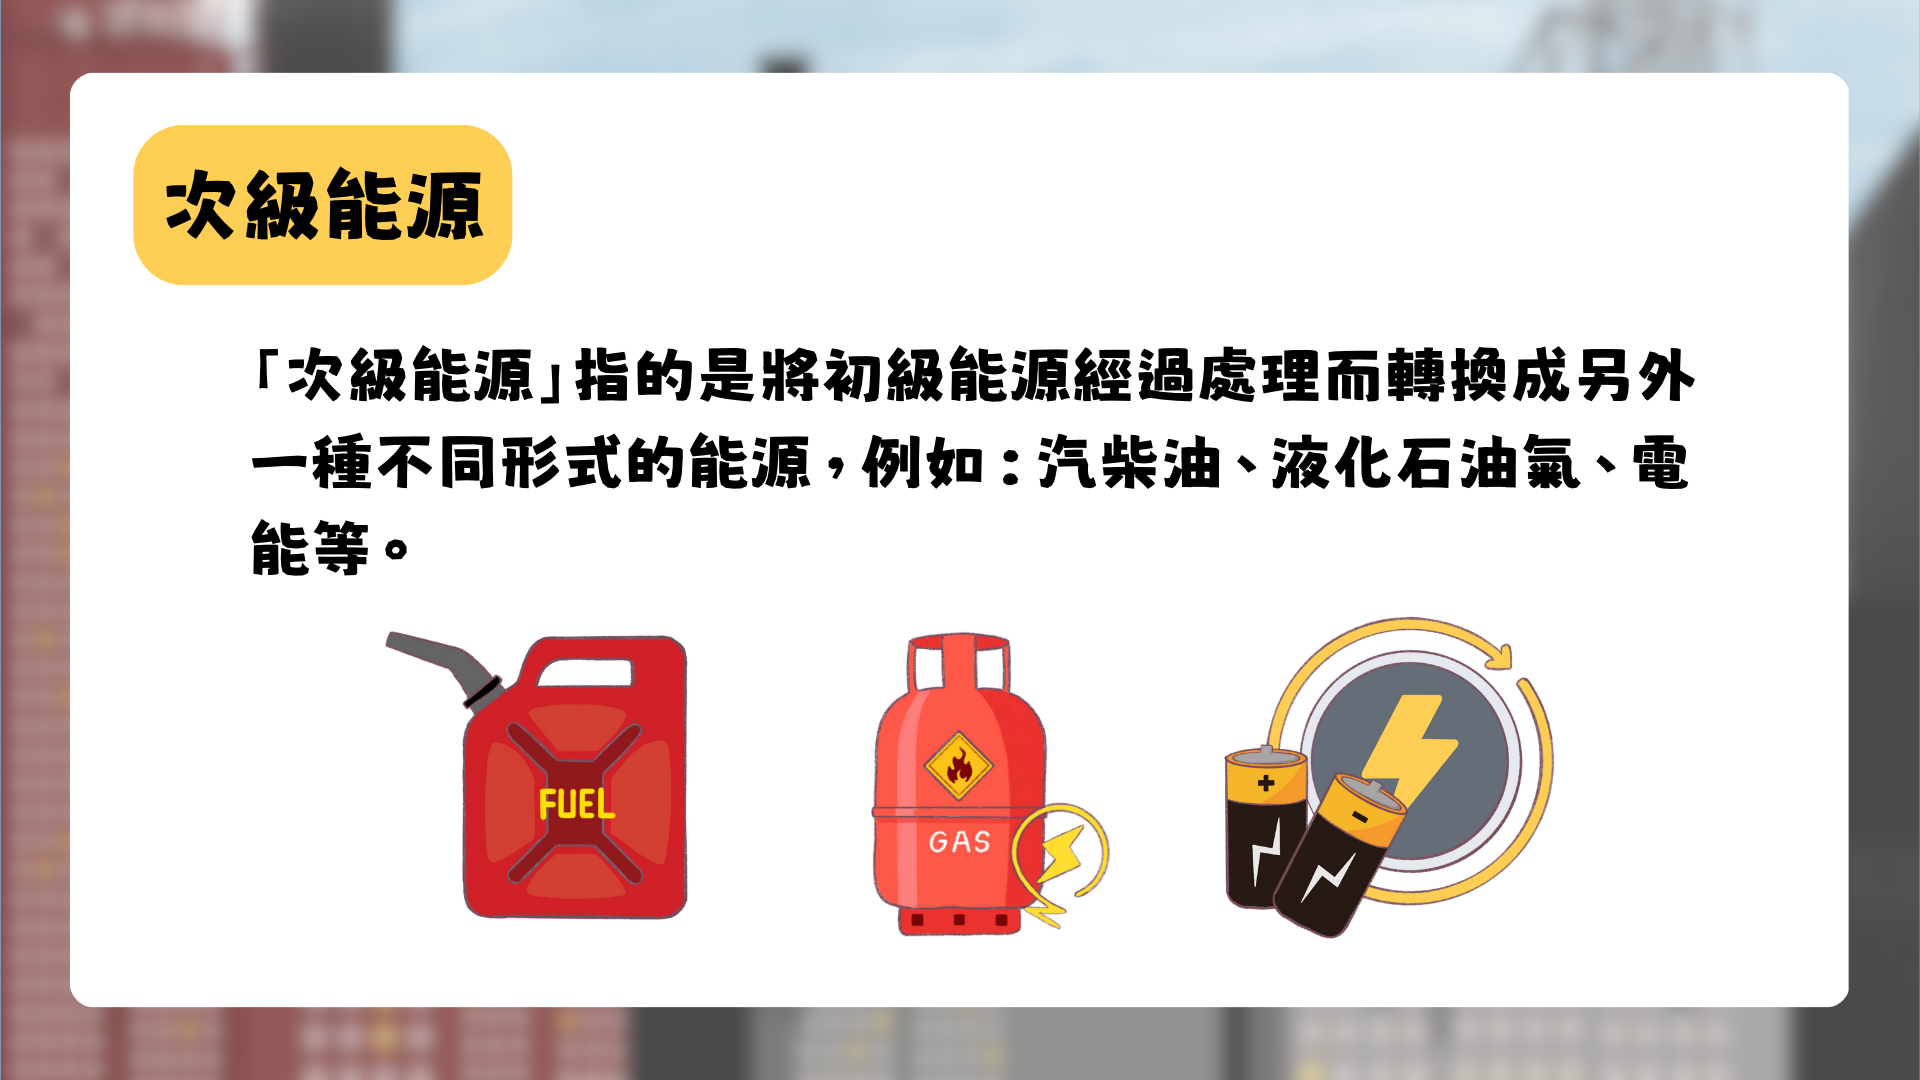 次級能源
「次級能源」指的是將初級能源經過處理而轉換成另外
一種不同形式的能源，例如：汽柴油、液化石油氣、電
能等。
FUEL
GAS
+
-